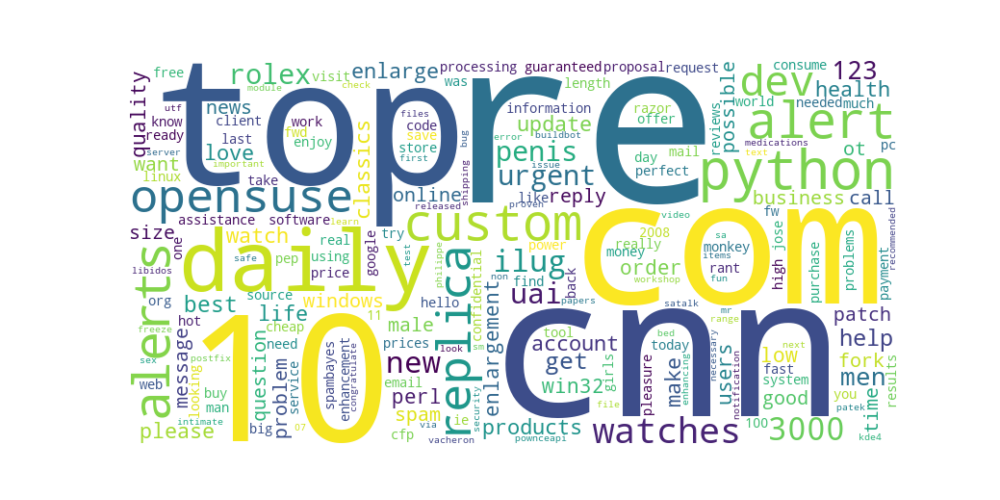 top
re
com
cnn
10
daily
python
custom
alert
dev
opensuse
replica
alerts
new
watches
3000
ilug
uai
urgent
penis
rolex
enlarge
processing
guaranteed
proposal
request
123
quality
free
visit
was
length
possible
consume
health
module
check
utf
know
ready
news
client
work
files
code
save
fwd
information
update
razor
offer
reviews
world
needed
much
server
last
enjoy
store
first
error
buildbot
bug
shipping
day
mail
perfect
medications
text
ot
pc
want
linux
important
love
take
classics
online
released
issue
proven
like
reply
business
call
assistance
software
learn
size
one
watch
real
using
try
google
test
philippe
power
really
2008
video
money
monkey
sa
items
fun
rant
fw
high
jose
purchase
problems
payment
recommended
libidos
safe
pep
price
org
best
source
life
windows
hello
confidential
non
find
back
papers
order
workshop
patch
freeze
hot
cheap
11
male
prices
enlargement
tool
account
satalk
mr
range
help
sex
postfix
message
looking
question
need
problem
service
spambayes
enhancement
congratulate
look
get
win32
girls
bed
today
make
pleasure
enhancing
necessary
users
notification
low
next
fast
system
good
fork
you
men
time
results
web
buy
man
intimate
please
big
07
email
perl
spam
cfp
via
ie
security
vacheron
products
pownceapi
file
100
patek
kde4